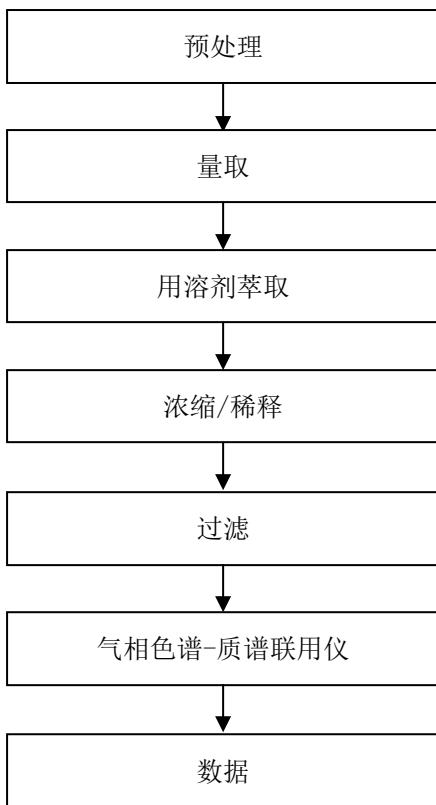 预处理
量取
用溶剂萃取
浓缩/稀释
过滤
气相色谱-质谱联用仪
数据